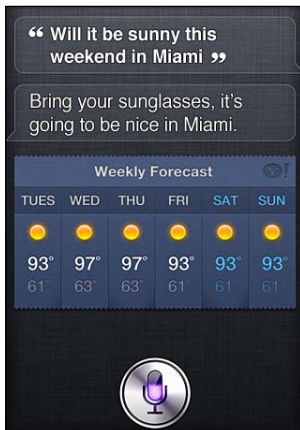 “ Will it be sunny this
weekend in Miami ”
Bring your sunglasses, it's
going to be nice in Miami.
Weekly Forecast Y!
TUES WED THU FRI SAT SUN
93° 97° 97° 93° 93° 93°
61° 63° 63° 61° 61° 61°